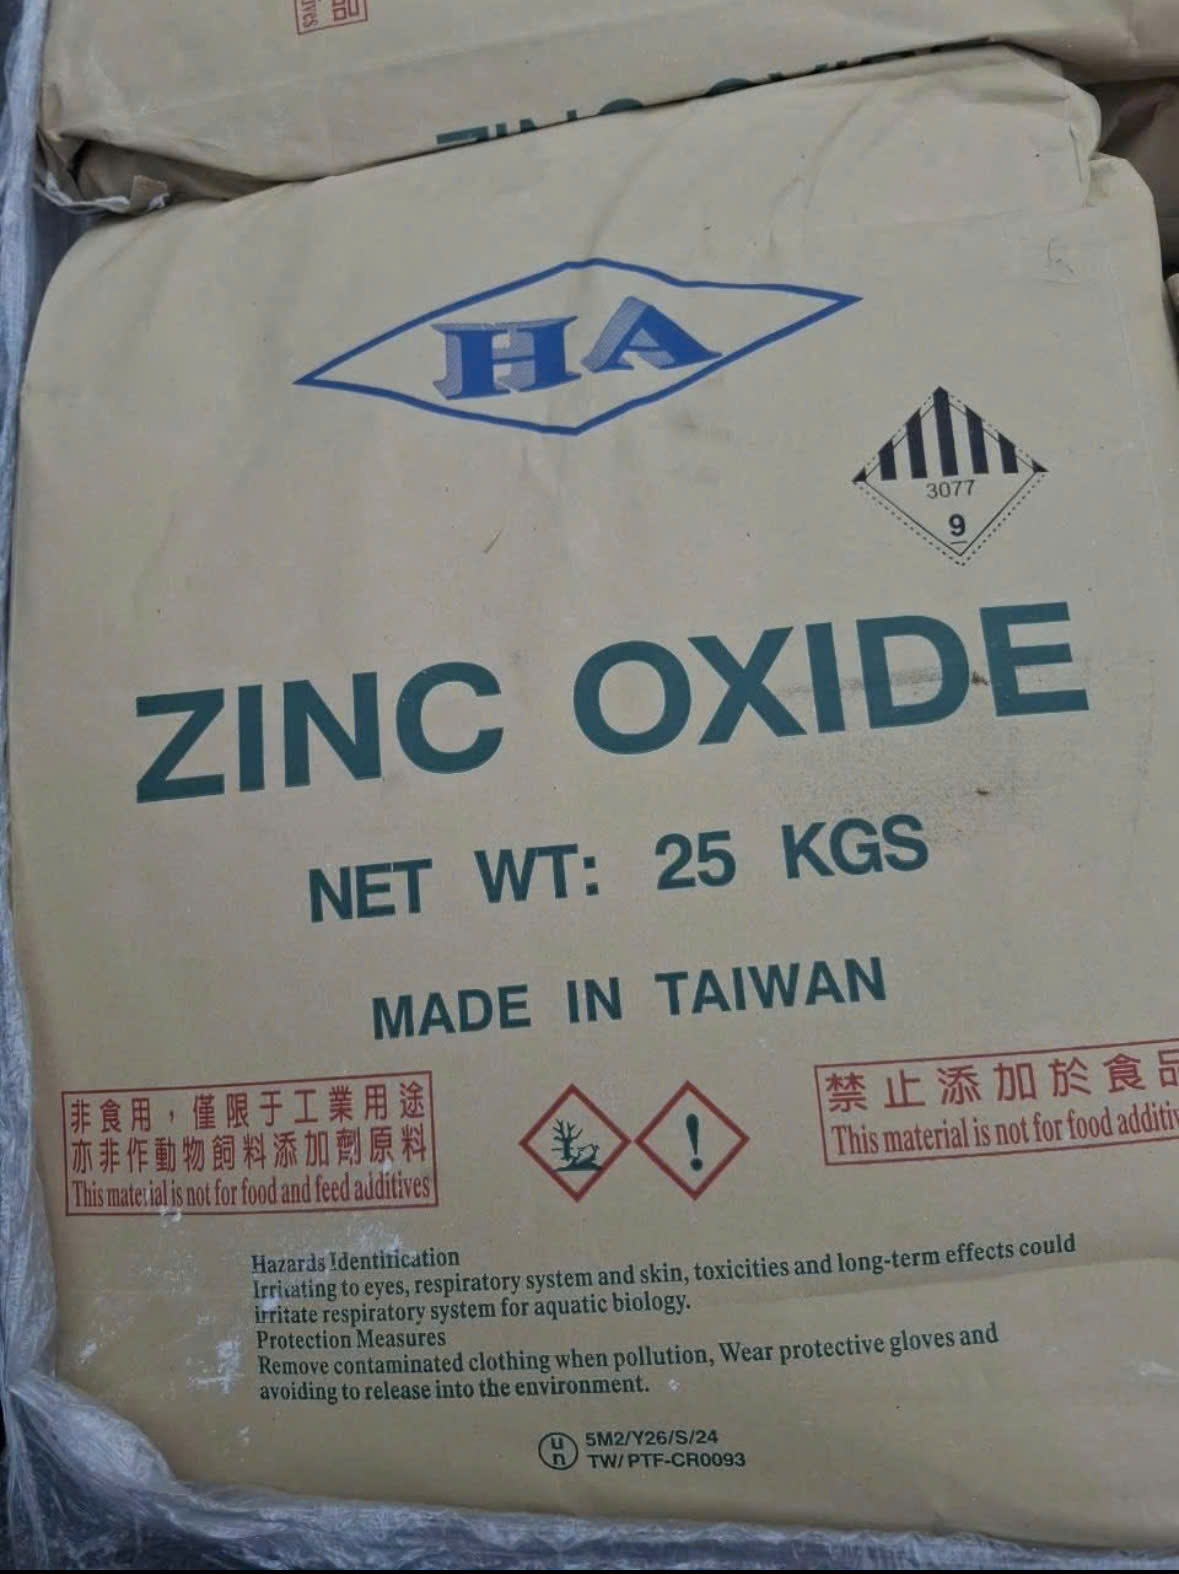 HA
3077
9
ZINC OXIDE
NET WT: 25 KGS
MADE IN TAIWAN
非食用，僅限于工業用途
亦非作動物飼料添加劑原料
This material is not for food and feed additives
禁止添加於食品
This material is not for food additiv
Hazards Identification
Irritating to eyes, respiratory system and skin, toxicities and long-term effects could
irritate respiratory system for aquatic biology.
Protection Measures
Remove contaminated clothing when pollution, Wear protective gloves and
avoiding to release into the environment.
un 5M2/Y26/S/24
TW/PTF-CR0093